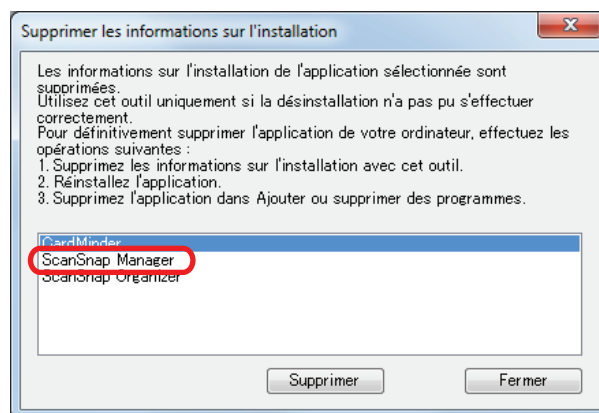 Supprimer les informations sur l'installation
Les informations sur l'installation de l'application sélectionnée sont
supprimées.
Utilisez cet outil uniquement si la désinstallation n'a pas pu s'effectuer
correctement.
Pour définitivement supprimer l'application de votre ordinateur, effectuez les
opérations suivantes :
1. Supprimez les informations sur l'installation avec cet outil.
2. Réinstallez l'application.
3. Supprimez l'application dans Ajouter ou supprimer des programmes.
CardMinder
ScanSnap Manager
ScanSnap Organizer
Supprimer
Fermer